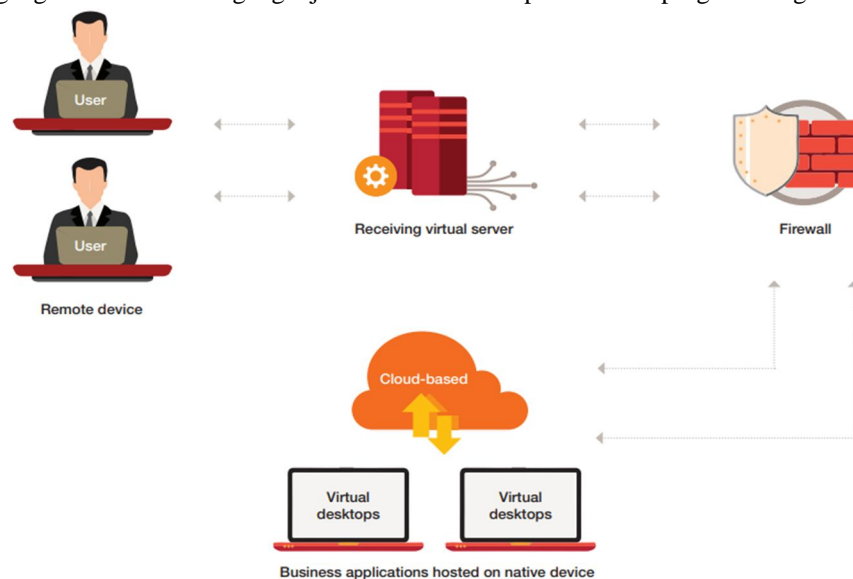 User
User
Remote device
Receiving virtual server
Firewall
Cloud-based
Virtual
desktops
Virtual
desktops
Business applications hosted on native device